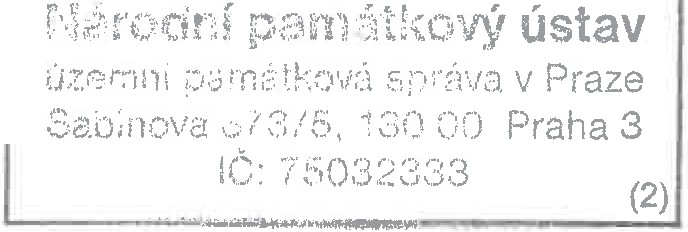 Národní památkový ústav
územní památková správa v Praze
Sabinova 373/5, 130 00 Praha 3
IČ: 75032333
(2)